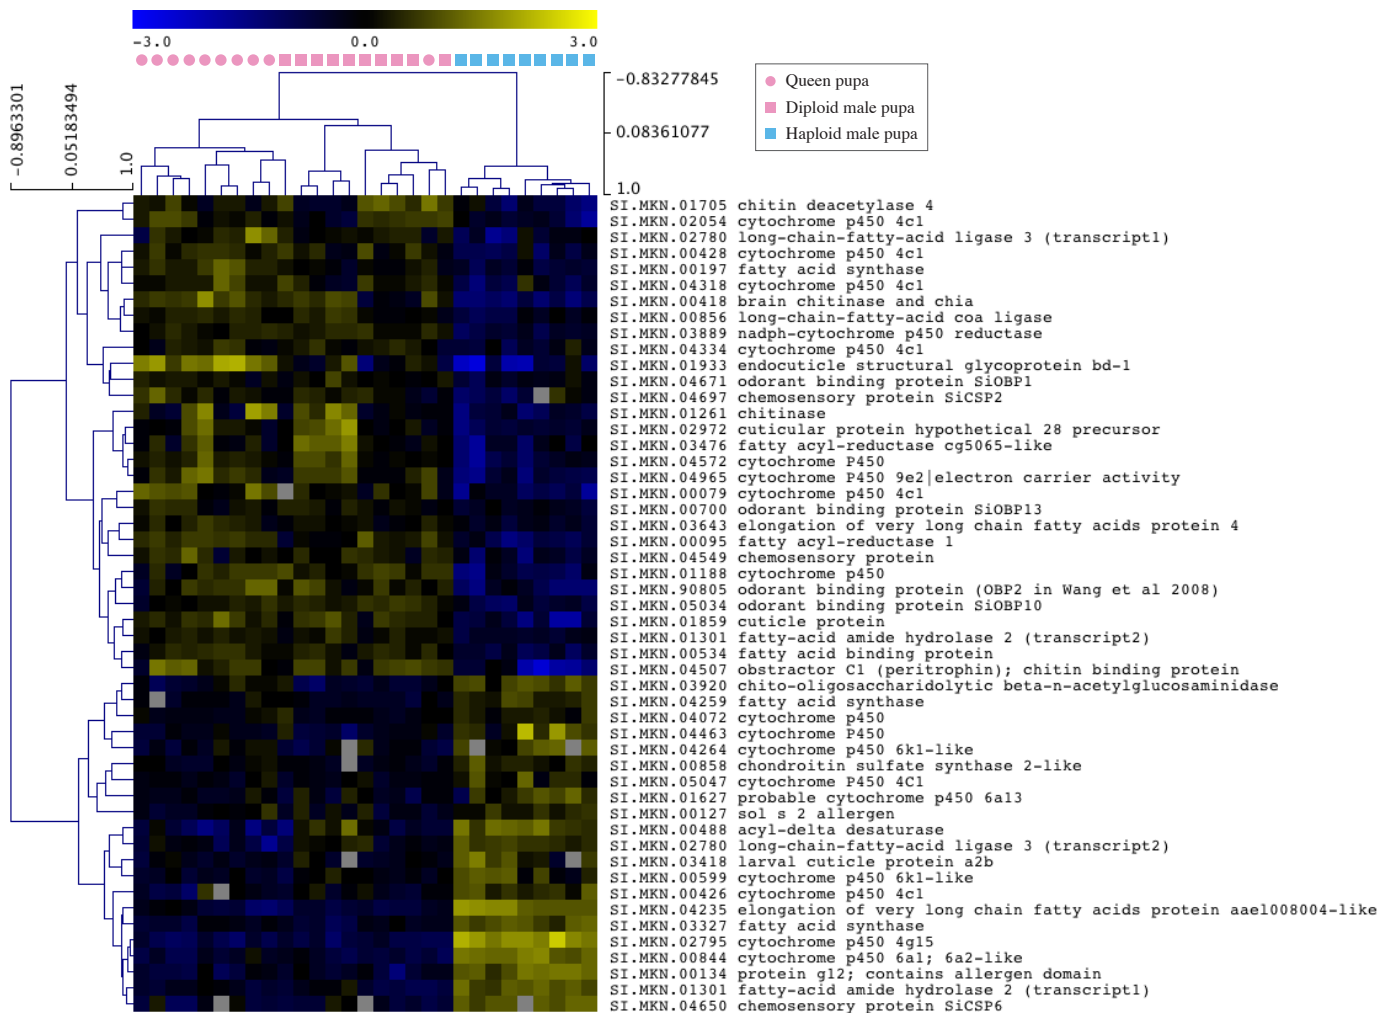 -3.0 0.0 3.0
-0.8963301
0.05183494
1.0
-0.83277845
0.08361077
1.0
Queen pupa
Diploid male pupa
Haploid male pupa
SI.MKN.01705 chitin deacetylase 4
SI.MKN.02054 cytochrome p450 4c1
SI.MKN.02780 long-chain-fatty-acid ligase 3 (transcript1)
SI.MKN.00428 cytochrome p450 4c1
SI.MKN.00197 fatty acid synthase
SI.MKN.04318 cytochrome p450 4c1
SI.MKN.00418 brain chitinase and chia
SI.MKN.00856 long-chain-fatty-acid coa ligase
SI.MKN.03889 nadph-cytochrome p450 reductase
SI.MKN.04334 cytochrome p450 4c1
SI.MKN.01933 endocuticle structural glycoprotein bd-1
SI.MKN.04671 odorant binding protein SiOBP1
SI.MKN.04697 chemosensory protein SiCSP2
SI.MKN.01261 chitinase
SI.MKN.02972 cuticular protein hypothetical 28 precursor
SI.MKN.03476 fatty acyl-reductase cg5065-like
SI.MKN.04572 cytochrome P450
SI.MKN.04965 cytochrome P450 9e2|electron carrier activity
SI.MKN.00079 cytochrome p450 4c1
SI.MKN.00700 odorant binding protein SiOBP13
SI.MKN.03643 elongation of very long chain fatty acids protein 4
SI.MKN.00095 fatty acyl-reductase 1
SI.MKN.04549 chemosensory protein
SI.MKN.01188 cytochrome p450
SI.MKN.90805 odorant binding protein (OBP2 in Wang et al 2008)
SI.MKN.05034 odorant binding protein SiOBP10
SI.MKN.01859 cuticle protein
SI.MKN.01301 fatty-acid amide hydrolase 2 (transcript2)
SI.MKN.00534 fatty acid binding protein
SI.MKN.04507 obstractor C1 (peritrophin); chitin binding protein
SI.MKN.03920 chito-oligosaccharidolytic beta-n-acetylglucosaminidase
SI.MKN.04259 fatty acid synthase
SI.MKN.04072 cytochrome p450
SI.MKN.04463 cytochrome P450
SI.MKN.04264 cytochrome p450 6k1-like
SI.MKN.00858 chondroitin sulfate synthase 2-like
SI.MKN.05047 cytochrome P450 4C1
SI.MKN.01627 probable cytochrome p450 6a13
SI.MKN.00127 sol s 2 allergen
SI.MKN.00488 acyl-delta desaturase
SI.MKN.02780 long-chain-fatty-acid ligase 3 (transcript2)
SI.MKN.03418 larval cuticle protein a2b
SI.MKN.00599 cytochrome p450 6k1-like
SI.MKN.00426 cytochrome p450 4c1
SI.MKN.04235 elongation of very long chain fatty acids protein aael008004-like
SI.MKN.03327 fatty acid synthase
SI.MKN.02795 cytochrome p450 4g15
SI.MKN.00844 cytochrome p450 6a1; 6a2-like
SI.MKN.00134 protein g12; contains allergen domain
SI.MKN.01301 fatty-acid amide hydrolase 2 (transcript1)
SI.MKN.04650 chemosensory protein SiCSP6